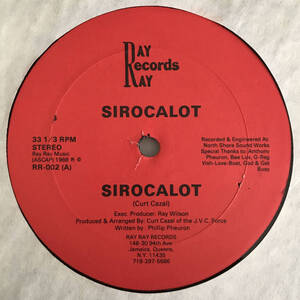 Ray
Records
Ray
SIROCALOT
33 1/3 RPM
STEREO
Ray Ray Music
(ASCAP) 1988 ℗ ©
RR-002 (A)
Recorded & Engineered At:
North Shore Sound Works
Special Thanks to :Anthony
Pheuron, Bee Luv, G-Reg
Vish-Love-Boat, Gad & Get
Busy
SIROCALOT
(Curt Cazal)
Exec. Producer: Ray Wilson
Produced & Arranged By: Curt Cazal of the J.V.C. Force
Written by : Phillip Pheuron
RAY RAY RECORDS
146-30 94th Ave
Jamaica, Queens,
N.Y. 11435
718-297-6686